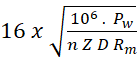 16 x √(10⁶ . P_w / n Z D R_m)